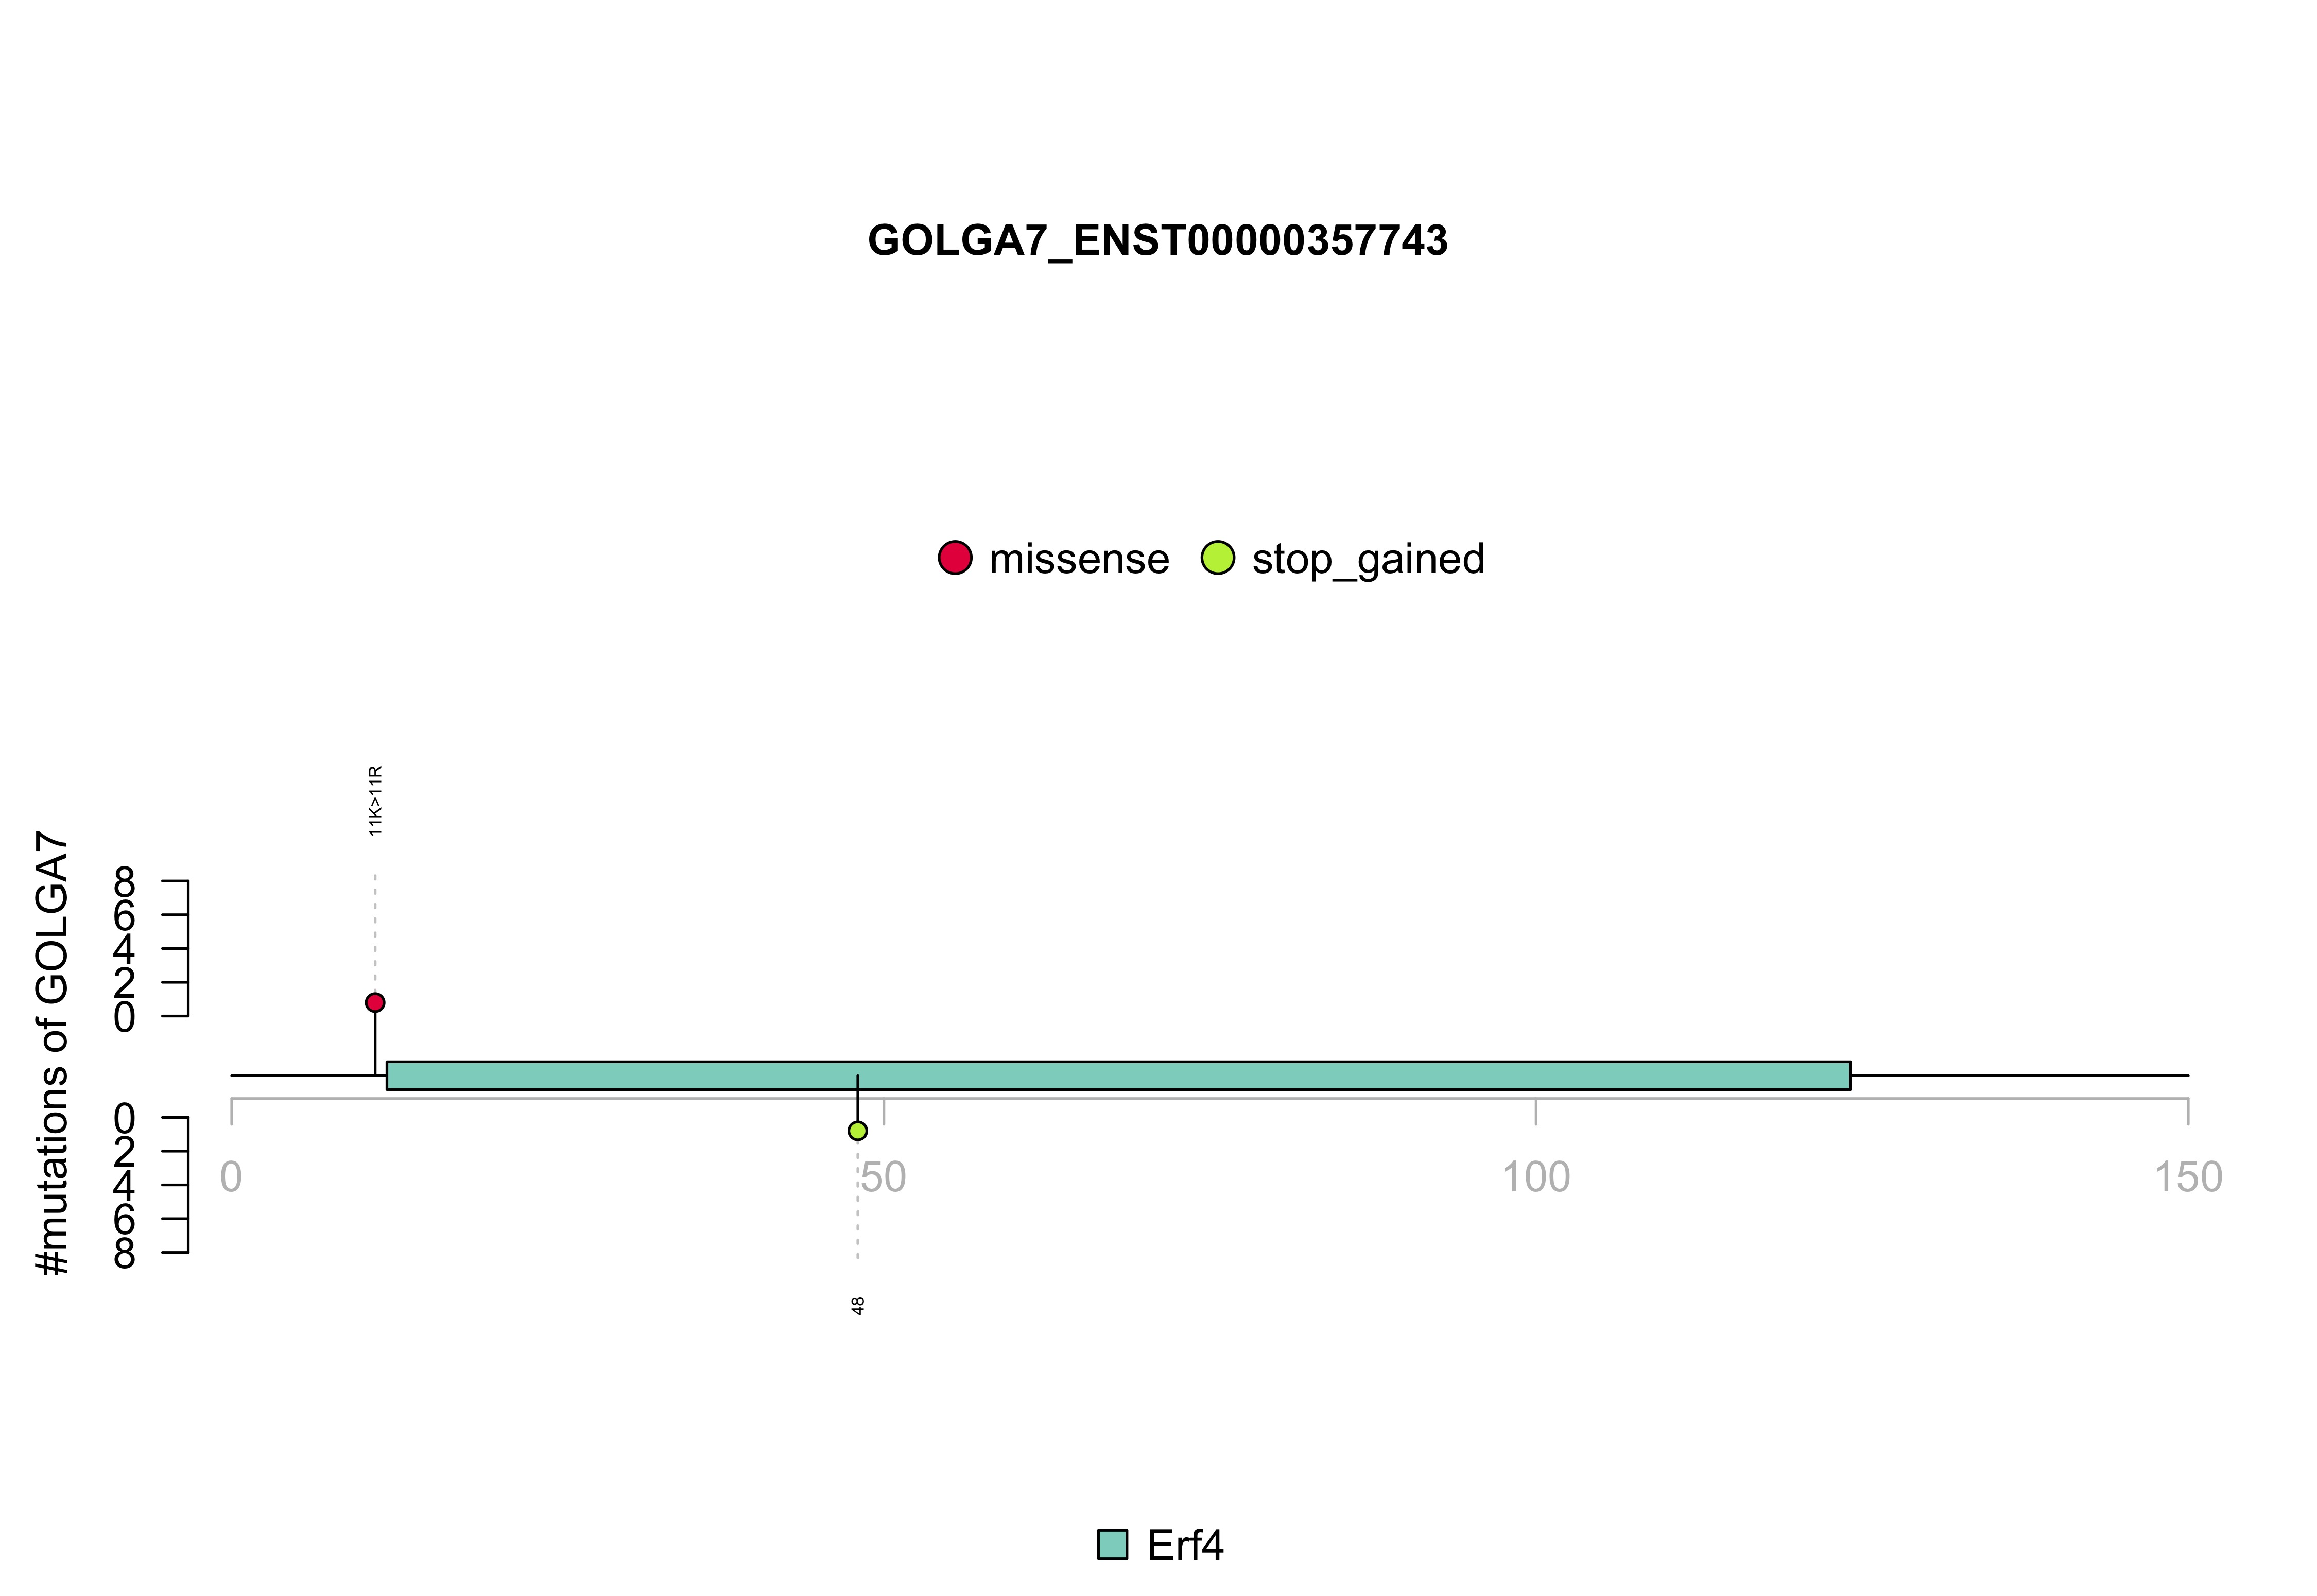 GOLGA7_ENST00000357743
missense
stop_gained
11K>11R
#mutations of GOLGA7
8
6
4
2
0
0
2
4
6
8
0
50
100
150
48
Erf4